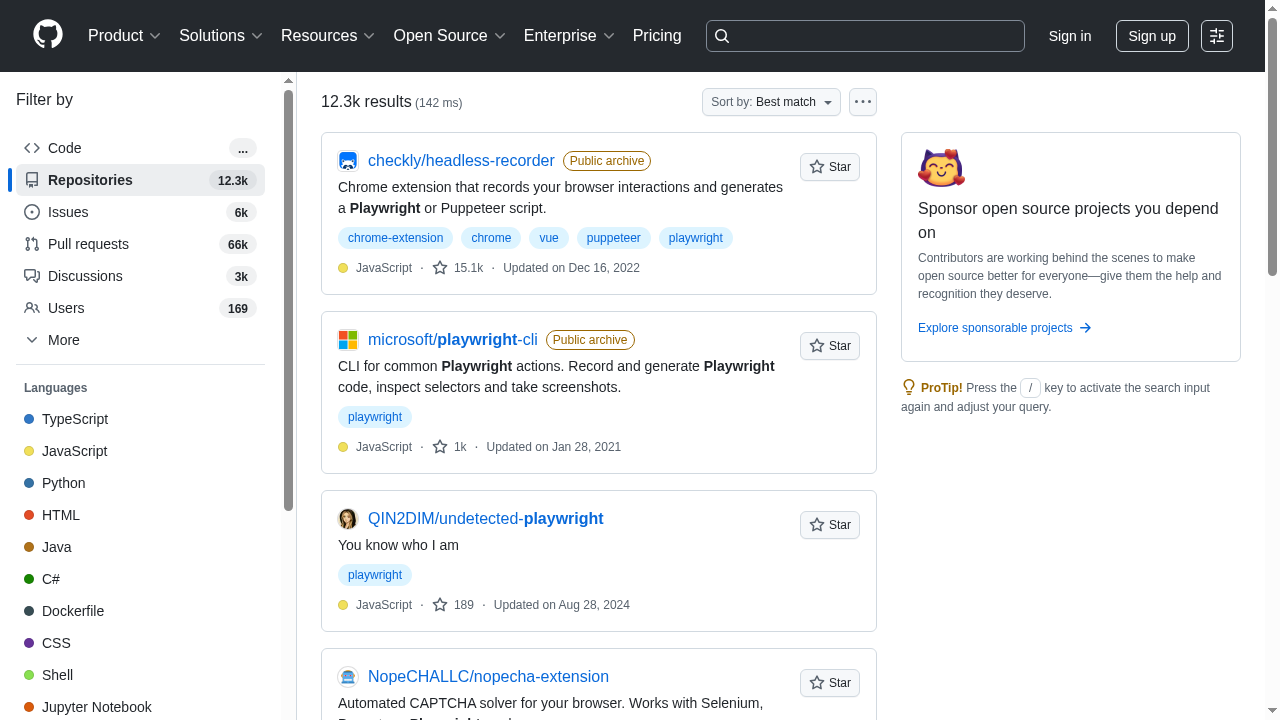 Product
Solutions
Resources
Open Source
Enterprise
Pricing
Sign in
Sign up
Filter by
Code
...
Repositories
12.3k
Issues
6k
Pull requests
66k
Discussions
3k
Users
169
More
Languages
TypeScript
JavaScript
Python
HTML
Java
C#
Dockerfile
CSS
Shell
Jupyter Notebook
12.3k results (142 ms)
Sort by: Best match
checkly/headless-recorder
Public archive
Star
Chrome extension that records your browser interactions and generates
a Playwright or Puppeteer script.
chrome-extension
chrome
vue
puppeteer
playwright
JavaScript · 15.1k · Updated on Dec 16, 2022
microsoft/playwright-cli
Public archive
Star
CLI for common Playwright actions. Record and generate Playwright
code, inspect selectors and take screenshots.
playwright
JavaScript · 1k · Updated on Jan 28, 2021
QIN2DIM/undetected-playwright
Star
You know who I am
playwright
JavaScript · 189 · Updated on Aug 28, 2024
NopeCHALLC/nopecha-extension
Star
Automated CAPTCHA solver for your browser. Works with Selenium,
Sponsor open source projects you depend
on
Contributors are working behind the scenes to make
open source better for everyone—give them the help and
recognition they deserve.
Explore sponsorable projects
ProTip! Press the / key to activate the search input
again and adjust your query.